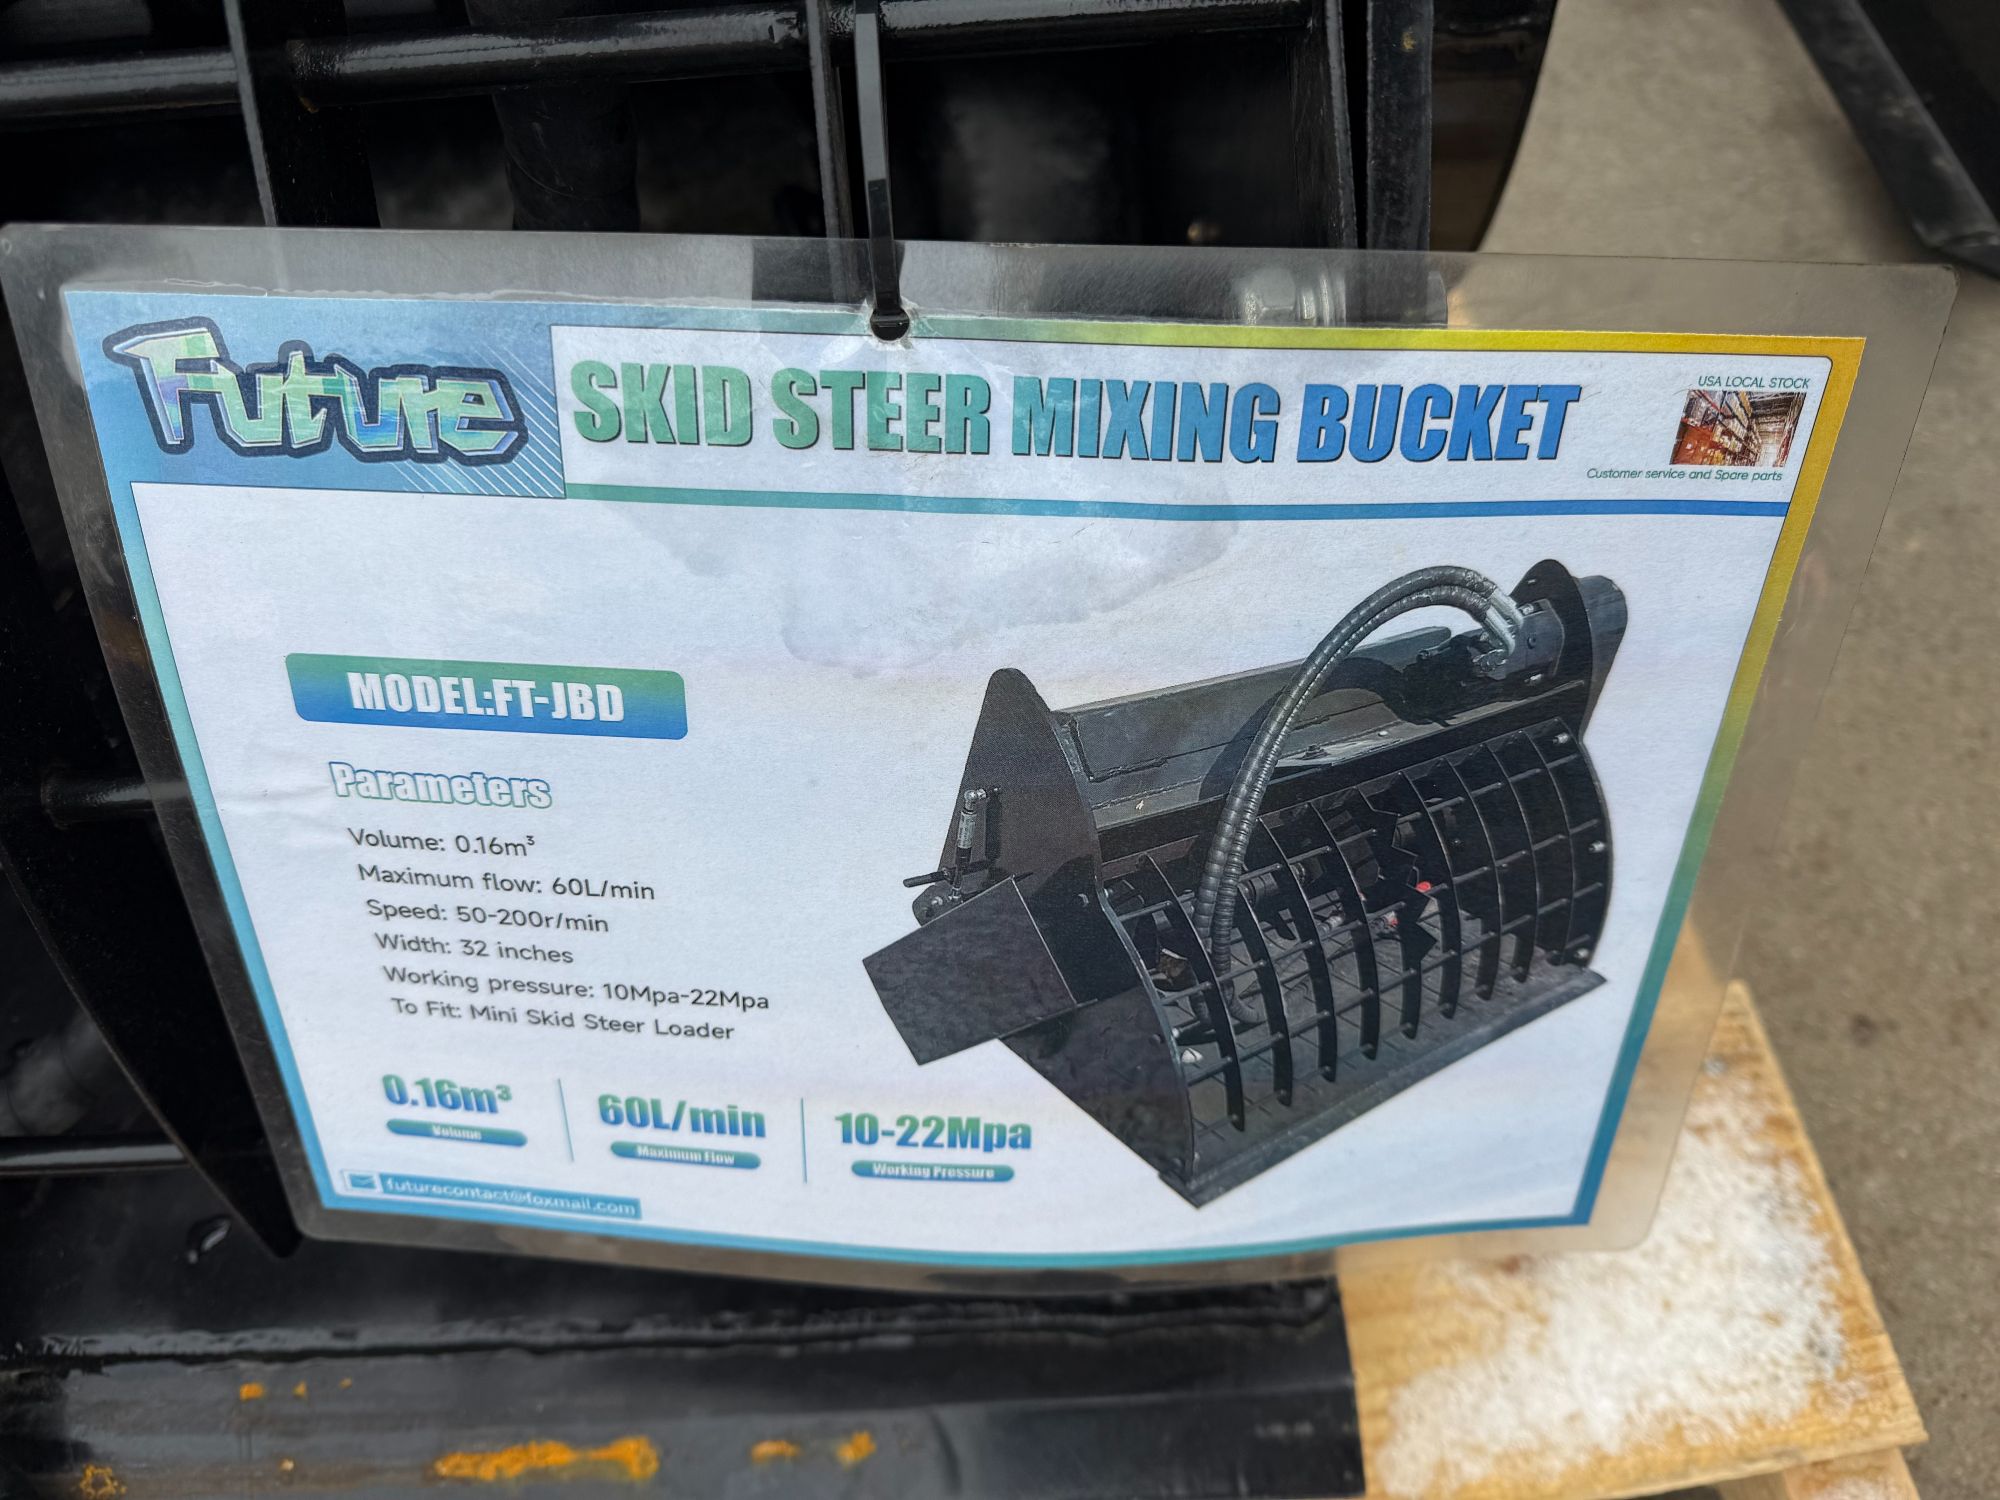 Future
SKID STEER MIXING BUCKET
USA LOCAL STOCK
Customer service and Spare parts
MODEL:FT-JBD
Parameters
Volume: 0.16m³
Maximum flow: 60L/min
Speed: 50-200r/min
Width: 32 inches
Working pressure: 10Mpa-22Mpa
To Fit: Mini Skid Steer Loader
0.16m³
Volume
60L/min
Maximum Flow
10-22Mpa
Working Pressure
futurecontact@foxmail.com